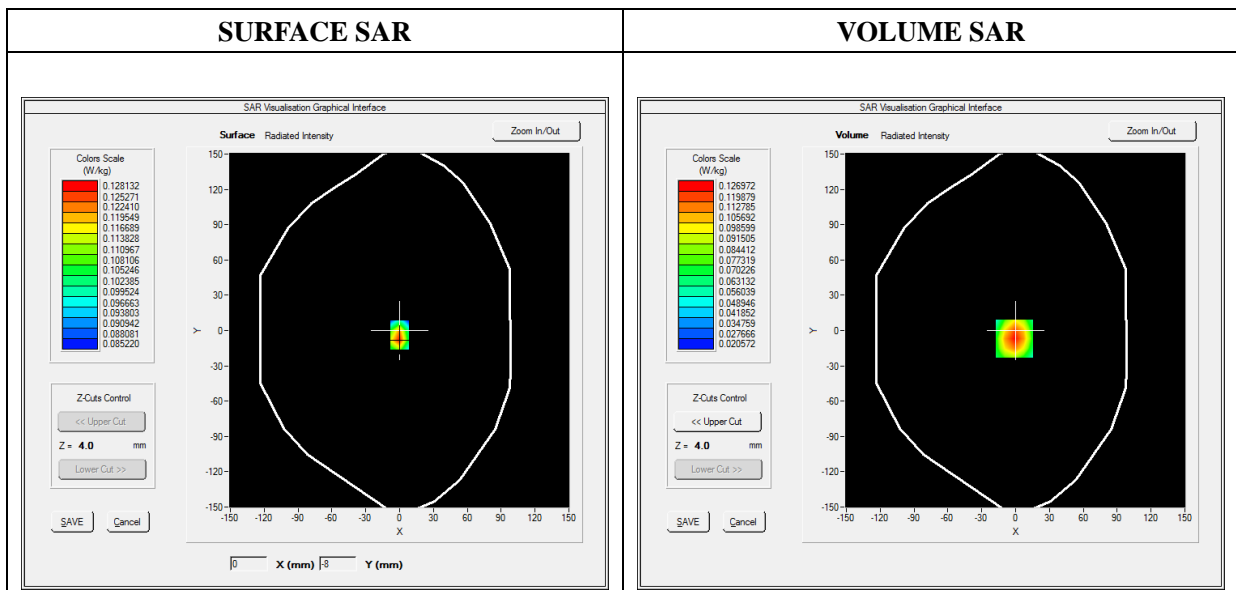 SURFACE SAR
VOLUME SAR
SAR Visualisation Graphical Interface
Surface Radiated Intensity
Zoom In/Out
Colors Scale
(W/kg)
0.128132
0.125271
0.122410
0.119549
0.116689
0.113828
0.110967
0.108106
0.105246
0.102385
0.099524
0.096663
0.093803
0.090942
0.088081
0.085220
Z-Cuts Control
<< Upper Cut
Z = 4.0 mm
Lower Cut >>
SAVE Cancel
150
120
90
60
30
0
-30
-60
-90
-120
-150
Y
-150 -120 -90 -60 -30 0 30 60 90 120 150
X
0 X (mm) -8 Y (mm)
SAR Visualisation Graphical Interface
Volume Radiated Intensity
Zoom In/Out
Colors Scale
(W/kg)
0.126972
0.119879
0.112785
0.105692
0.098599
0.091505
0.084412
0.077319
0.070226
0.063132
0.056039
0.048946
0.041852
0.034759
0.027666
0.020572
Z-Cuts Control
<< Upper Cut
Z = 4.0 mm
Lower Cut >>
SAVE Cancel
150
120
90
60
30
0
-30
-60
-90
-120
-150
Y
-150 -120 -90 -60 -30 0 30 60 90 120 150
X